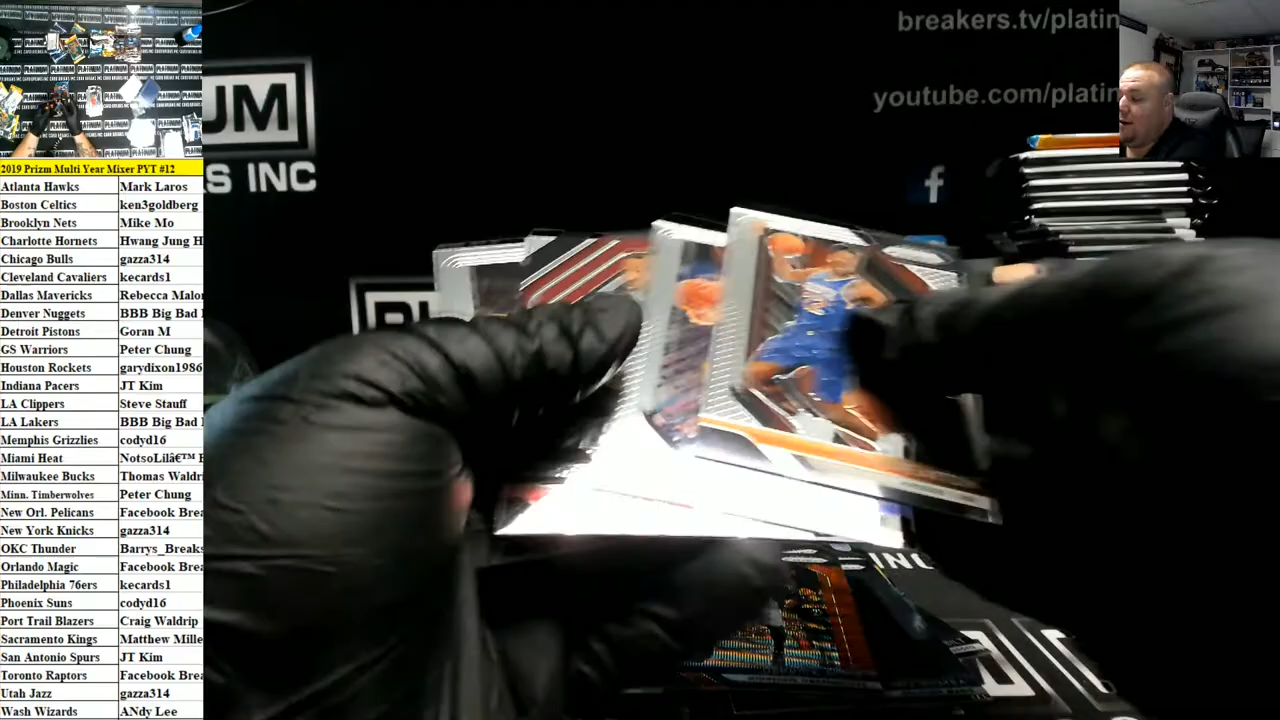 breakers.tv/platin
youtube.com/platin
UM
S INC
f
INC
2019 Prizm Multi Year Mixer PYT #12
Atlanta Hawks Mark Laros
Boston Celtics ken3goldberg
Brooklyn Nets Mike Mo
Charlotte Hornets Hwang Jung H
Chicago Bulls gazza314
Cleveland Cavaliers kecards1
Dallas Mavericks Rebecca Malo
Denver Nuggets BBB Big Bad
Detroit Pistons Goran M
GS Warriors Peter Chung
Houston Rockets garydixon1986
Indiana Pacers JT Kim
LA Clippers Steve Stauff
LA Lakers BBB Big Bad
Memphis Grizzlies codyd16
Miami Heat NotsoLilâ€™
Milwaukee Bucks Thomas Waldr
Minn. Timberwolves Peter Chung
New Orl. Pelicans Facebook Brea
New York Knicks gazza314
OKC Thunder Barrys_Breaks
Orlando Magic Facebook Brea
Philadelphia 76ers kecards1
Phoenix Suns codyd16
Port Trail Blazers Craig Waldrip
Sacramento Kings Matthew Mille
San Antonio Spurs JT Kim
Toronto Raptors Facebook Brea
Utah Jazz gazza314
Wash Wizards ANdy Lee